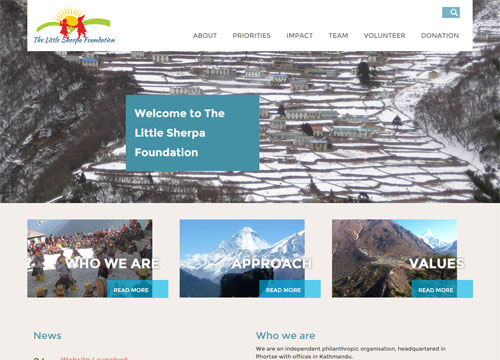 The Little Sherpa Foundation
ABOUT PRIORITIES IMPACT TEAM VOLUNTEER DONATION
Welcome to The
Little Sherpa
Foundation
WHO WE ARE
READ MORE
APPROACH
READ MORE
VALUES
READ MORE
News
Website Launched
Who we are
We are an independent philanthropic organisation, headquartered in
Phortse with offices in Kathmandu.